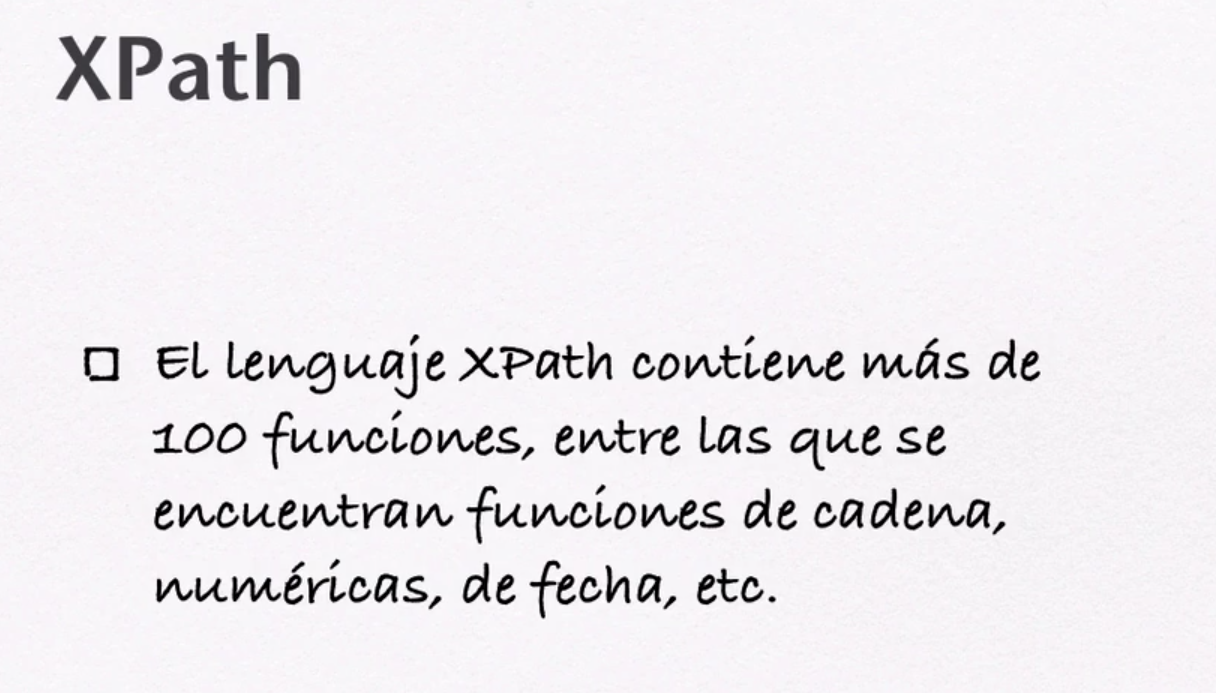 XPath
El lenguaje XPath contiene más de
100 funciones, entre las que se
encuentran funciones de cadena,
numéricas, de fecha, etc.